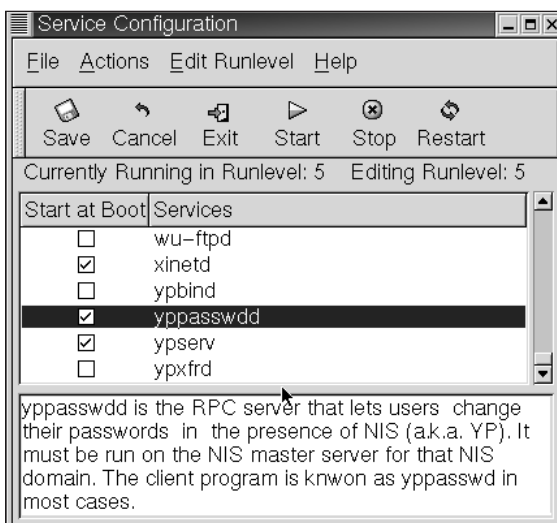 Service Configuration
File Actions Edit Runlevel Help
Save Cancel Exit Start Stop Restart
Currently Running in Runlevel: 5 Editing Runlevel: 5
Start at Boot Services
wu-ftpd
xinetd
ypbind
yppasswdd
ypserv
ypxfrd
yppasswdd is the RPC server that lets users change
their passwords in the presence of NIS (a.k.a. YP). It
must be run on the NIS master server for that NIS
domain. The client program is knwon as yppasswd in
most cases.